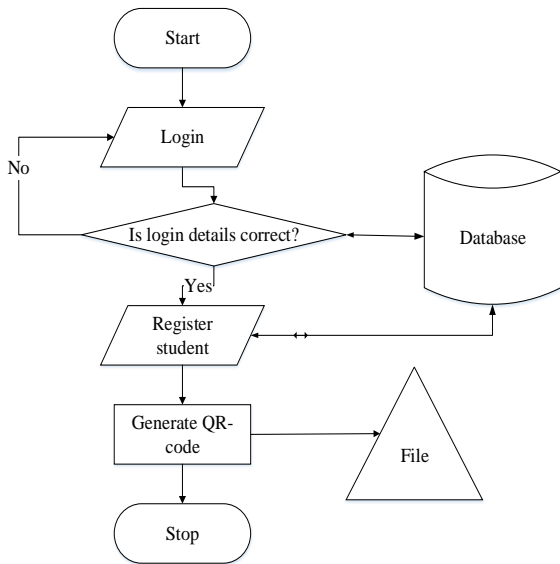 Start
Login
No
Is login details correct?
Database
Yes
Register
student
Generate QR-
code
File
Stop